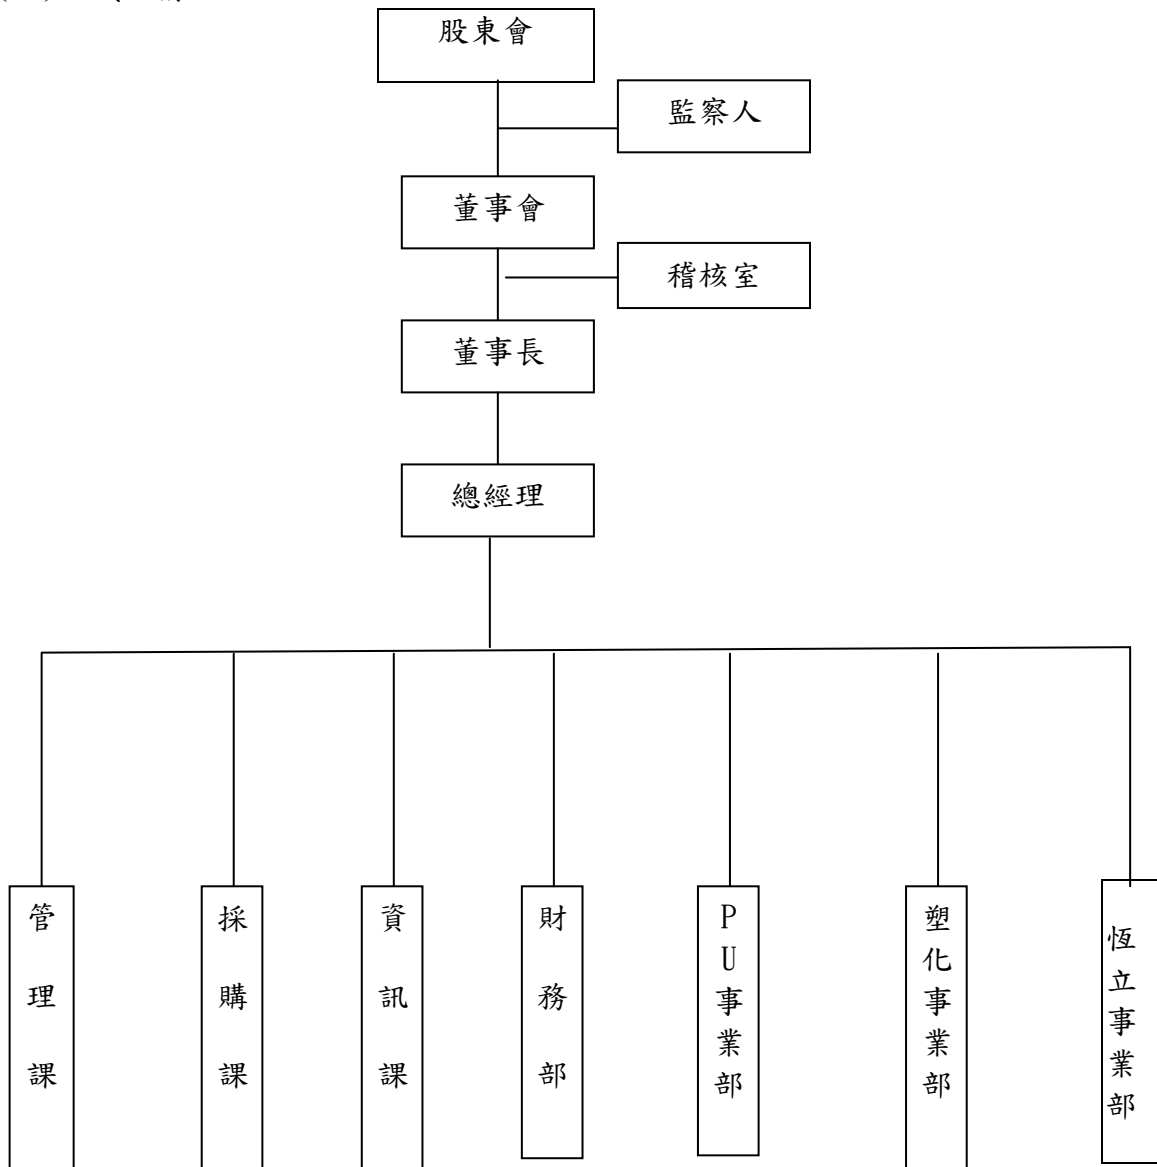 股東會
監察人
董事會
稽核室
董事長
總經理
管理課
採購課
資訊課
財務部
PU事業部
塑化事業部
恆立事業部